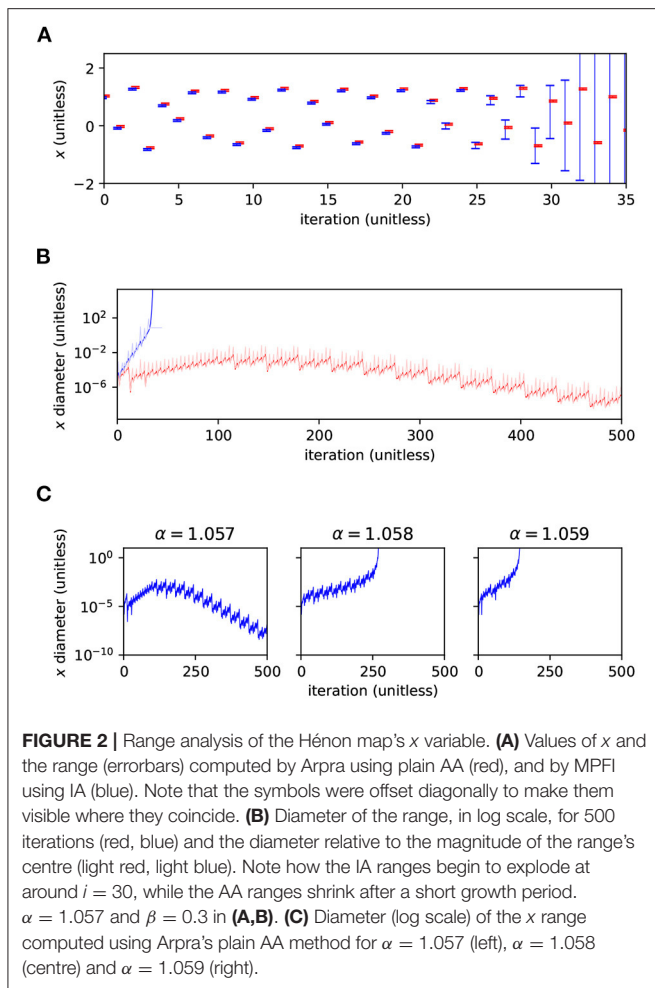 A
x (unitless)
2
0
−2
0 5 10 15 20 25 30 35
iteration (unitless)
B
x diameter (unitless)
10^2
10^−2
10^−6
0 100 200 300 400 500
iteration (unitless)
C
x diameter (unitless)
α = 1.057 α = 1.058 α = 1.059
10^0
10^−5
10^−10
0 250 500 0 250 500 0 250 500
iteration (unitless)
FIGURE 2 | Range analysis of the Hénon map's x variable. (A) Values of x and
the range (errorbars) computed by Arpra using plain AA (red), and by MPFI
using IA (blue). Note that the symbols were offset diagonally to make them
visible where they coincide. (B) Diameter of the range, in log scale, for 500
iterations (red, blue) and the diameter relative to the magnitude of the range's
centre (light red, light blue). Note how the IA ranges begin to explode at
around i = 30, while the AA ranges shrink after a short growth period.
α = 1.057 and β = 0.3 in (A,B). (C) Diameter (log scale) of the x range
computed using Arpra's plain AA method for α = 1.057 (left), α = 1.058
(centre) and α = 1.059 (right).